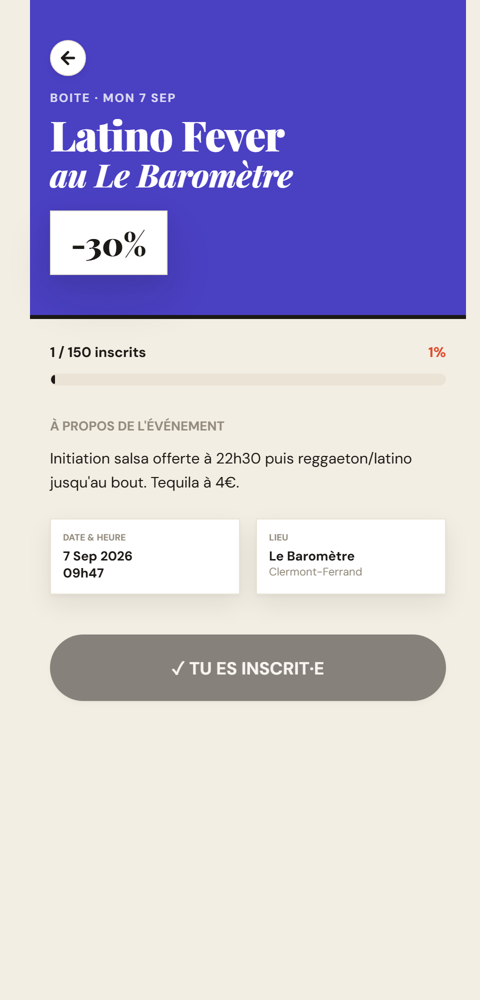 BOITE · MON 7 SEP
Latino Fever
au Le Baromètre
-30%
1 / 150 inscrits
1%
À PROPOS DE L'ÉVÉNEMENT
Initiation salsa offerte à 22h30 puis reggaeton/latino
jusqu'au bout. Tequila à 4€.
DATE & HEURE
7 Sep 2026
09h47
LIEU
Le Baromètre
Clermont-Ferrand
✓ TU ES INSCRIT·E